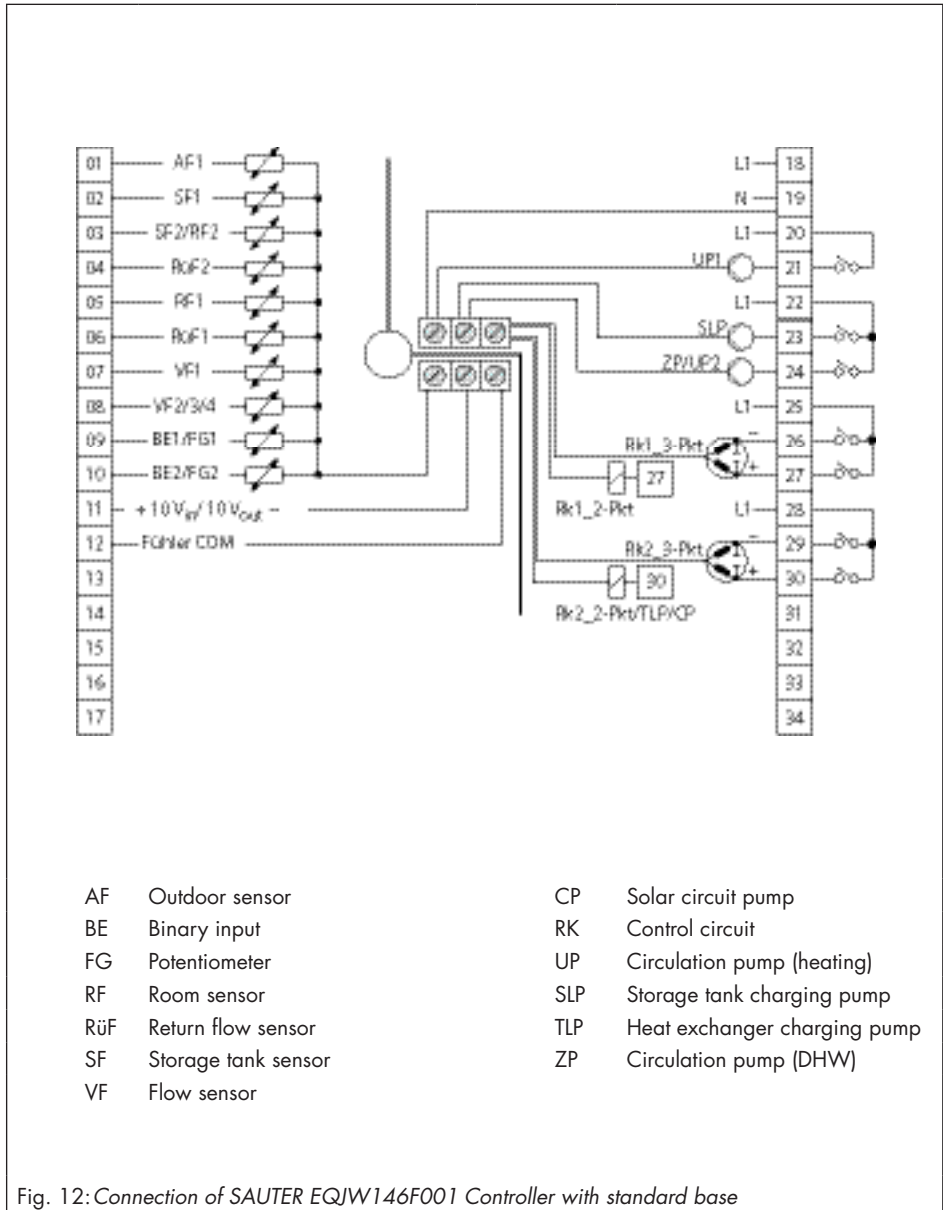 01 AF1
02 SF1
03 SF2/RF2
04 RüF2
05 RF1
06 RüF1
07 VF1
08 VF2/3/4
09 BE1/FG1
10 BE2/FG2
11 +10 Vin/10 Vout
12 Fühler COM
13
14
15
16
17
L1 18
N 19
L1 20
UP1 21
L1 22
SLP 23
ZP/UP2 24
L1 25
Rk1_3-Pkt - 26
+ 27
27
Rk1_2-Pkt
L1 28
Rk2_3-Pkt - 29
+ 30
30
Rk2_2-Pkt/TLP/CP
31
32
33
34
AF Outdoor sensor
BE Binary input
FG Potentiometer
RF Room sensor
RüF Return flow sensor
SF Storage tank sensor
VF Flow sensor
CP Solar circuit pump
RK Control circuit
UP Circulation pump (heating)
SLP Storage tank charging pump
TLP Heat exchanger charging pump
ZP Circulation pump (DHW)
Fig. 12: Connection of SAUTER EQJW146F001 Controller with standard base